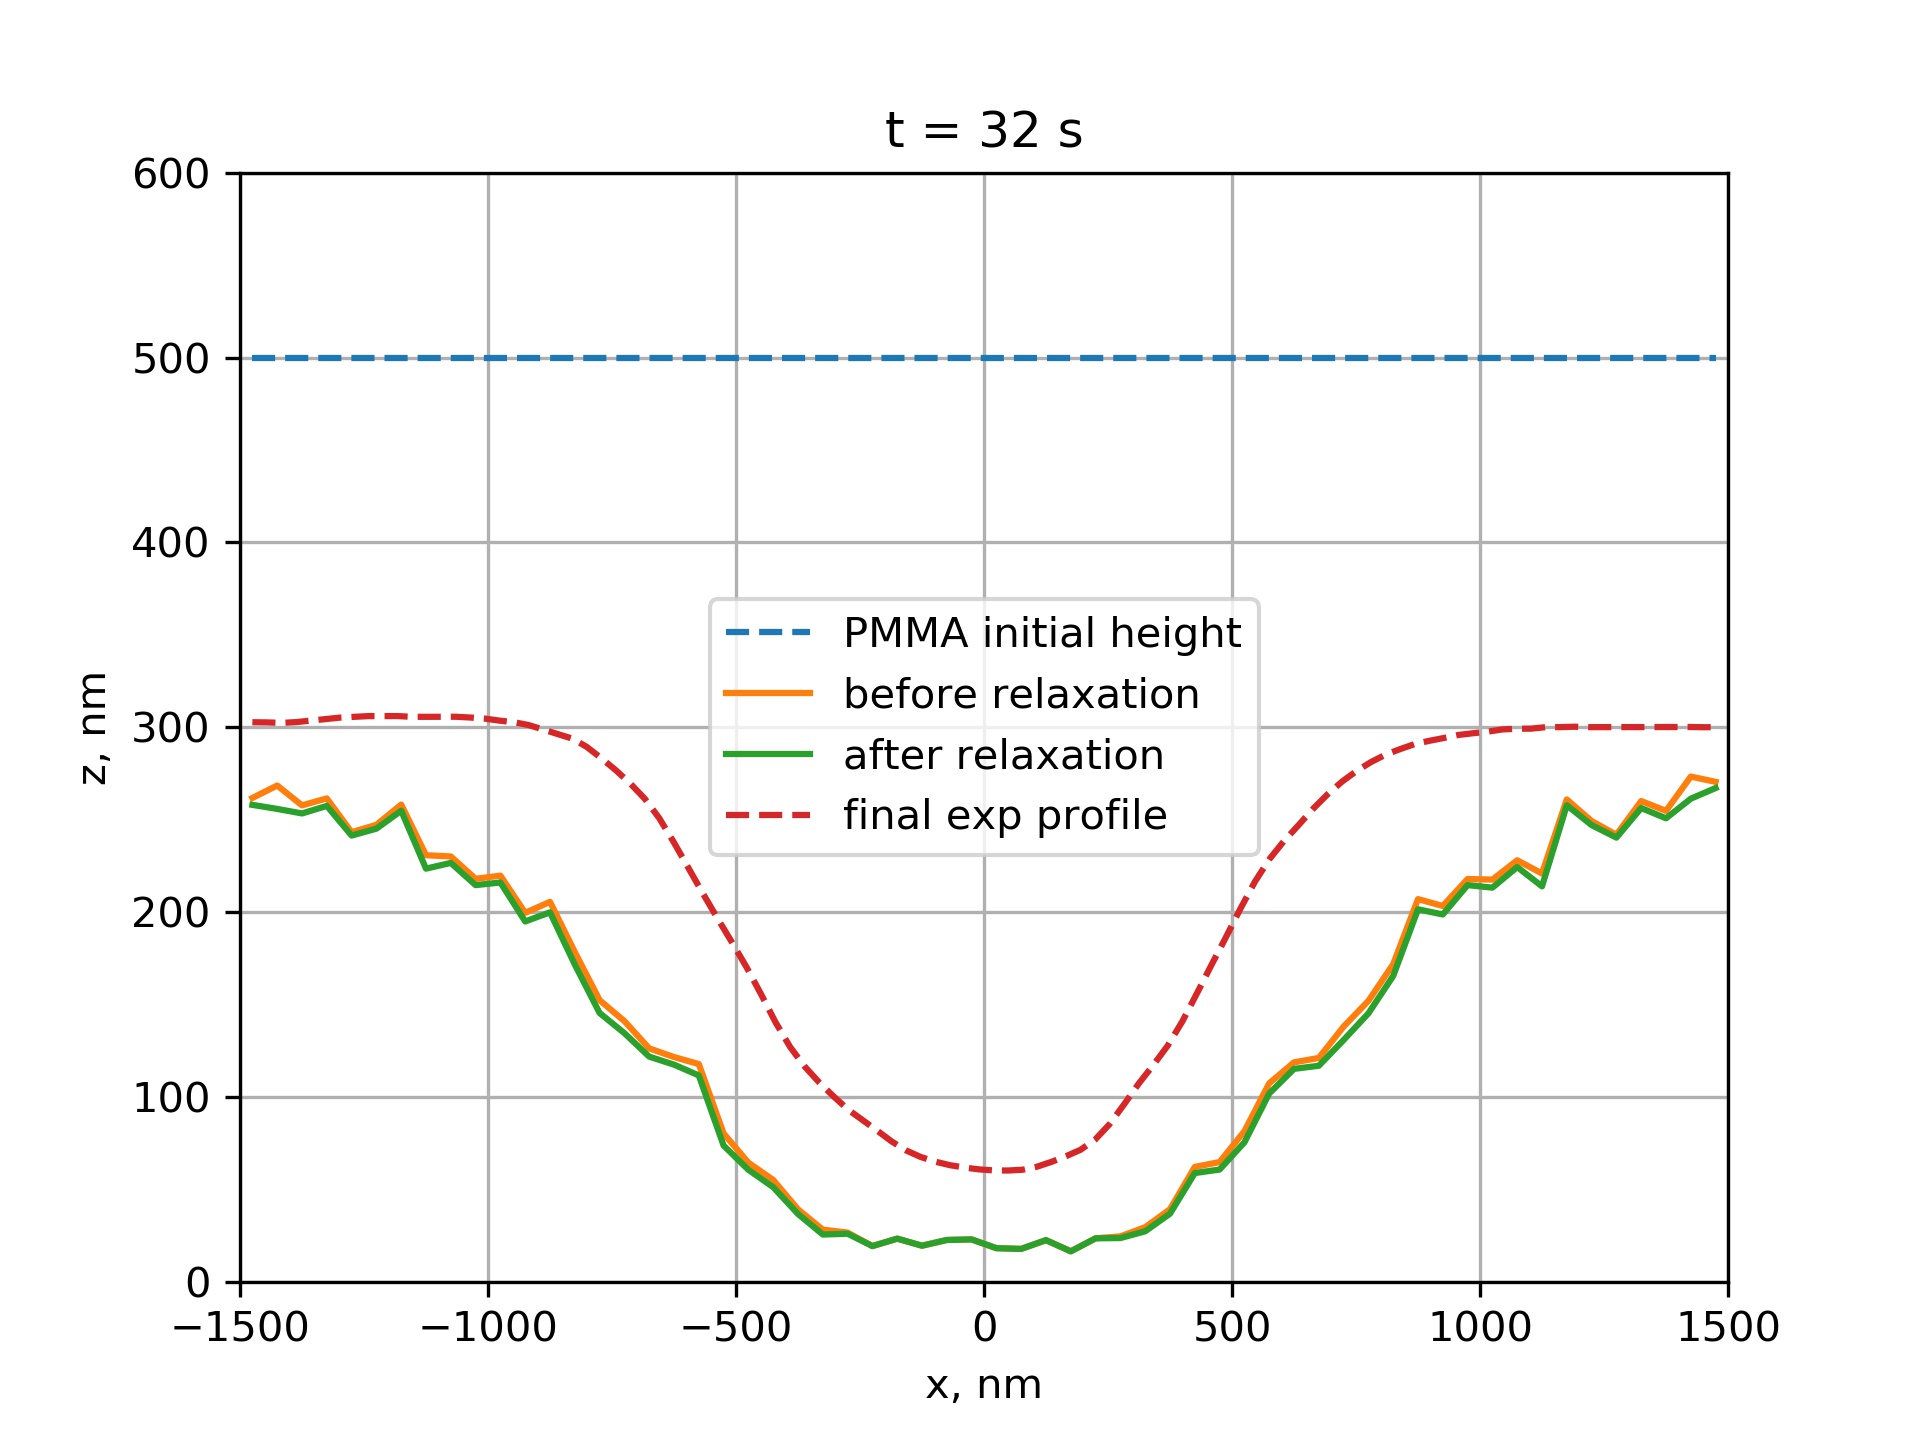 t = 32 s
600
500
400
300
200
100
0
z, nm
PMMA initial height
before relaxation
after relaxation
final exp profile
−1500 −1000 −500 0 500 1000 1500
x, nm